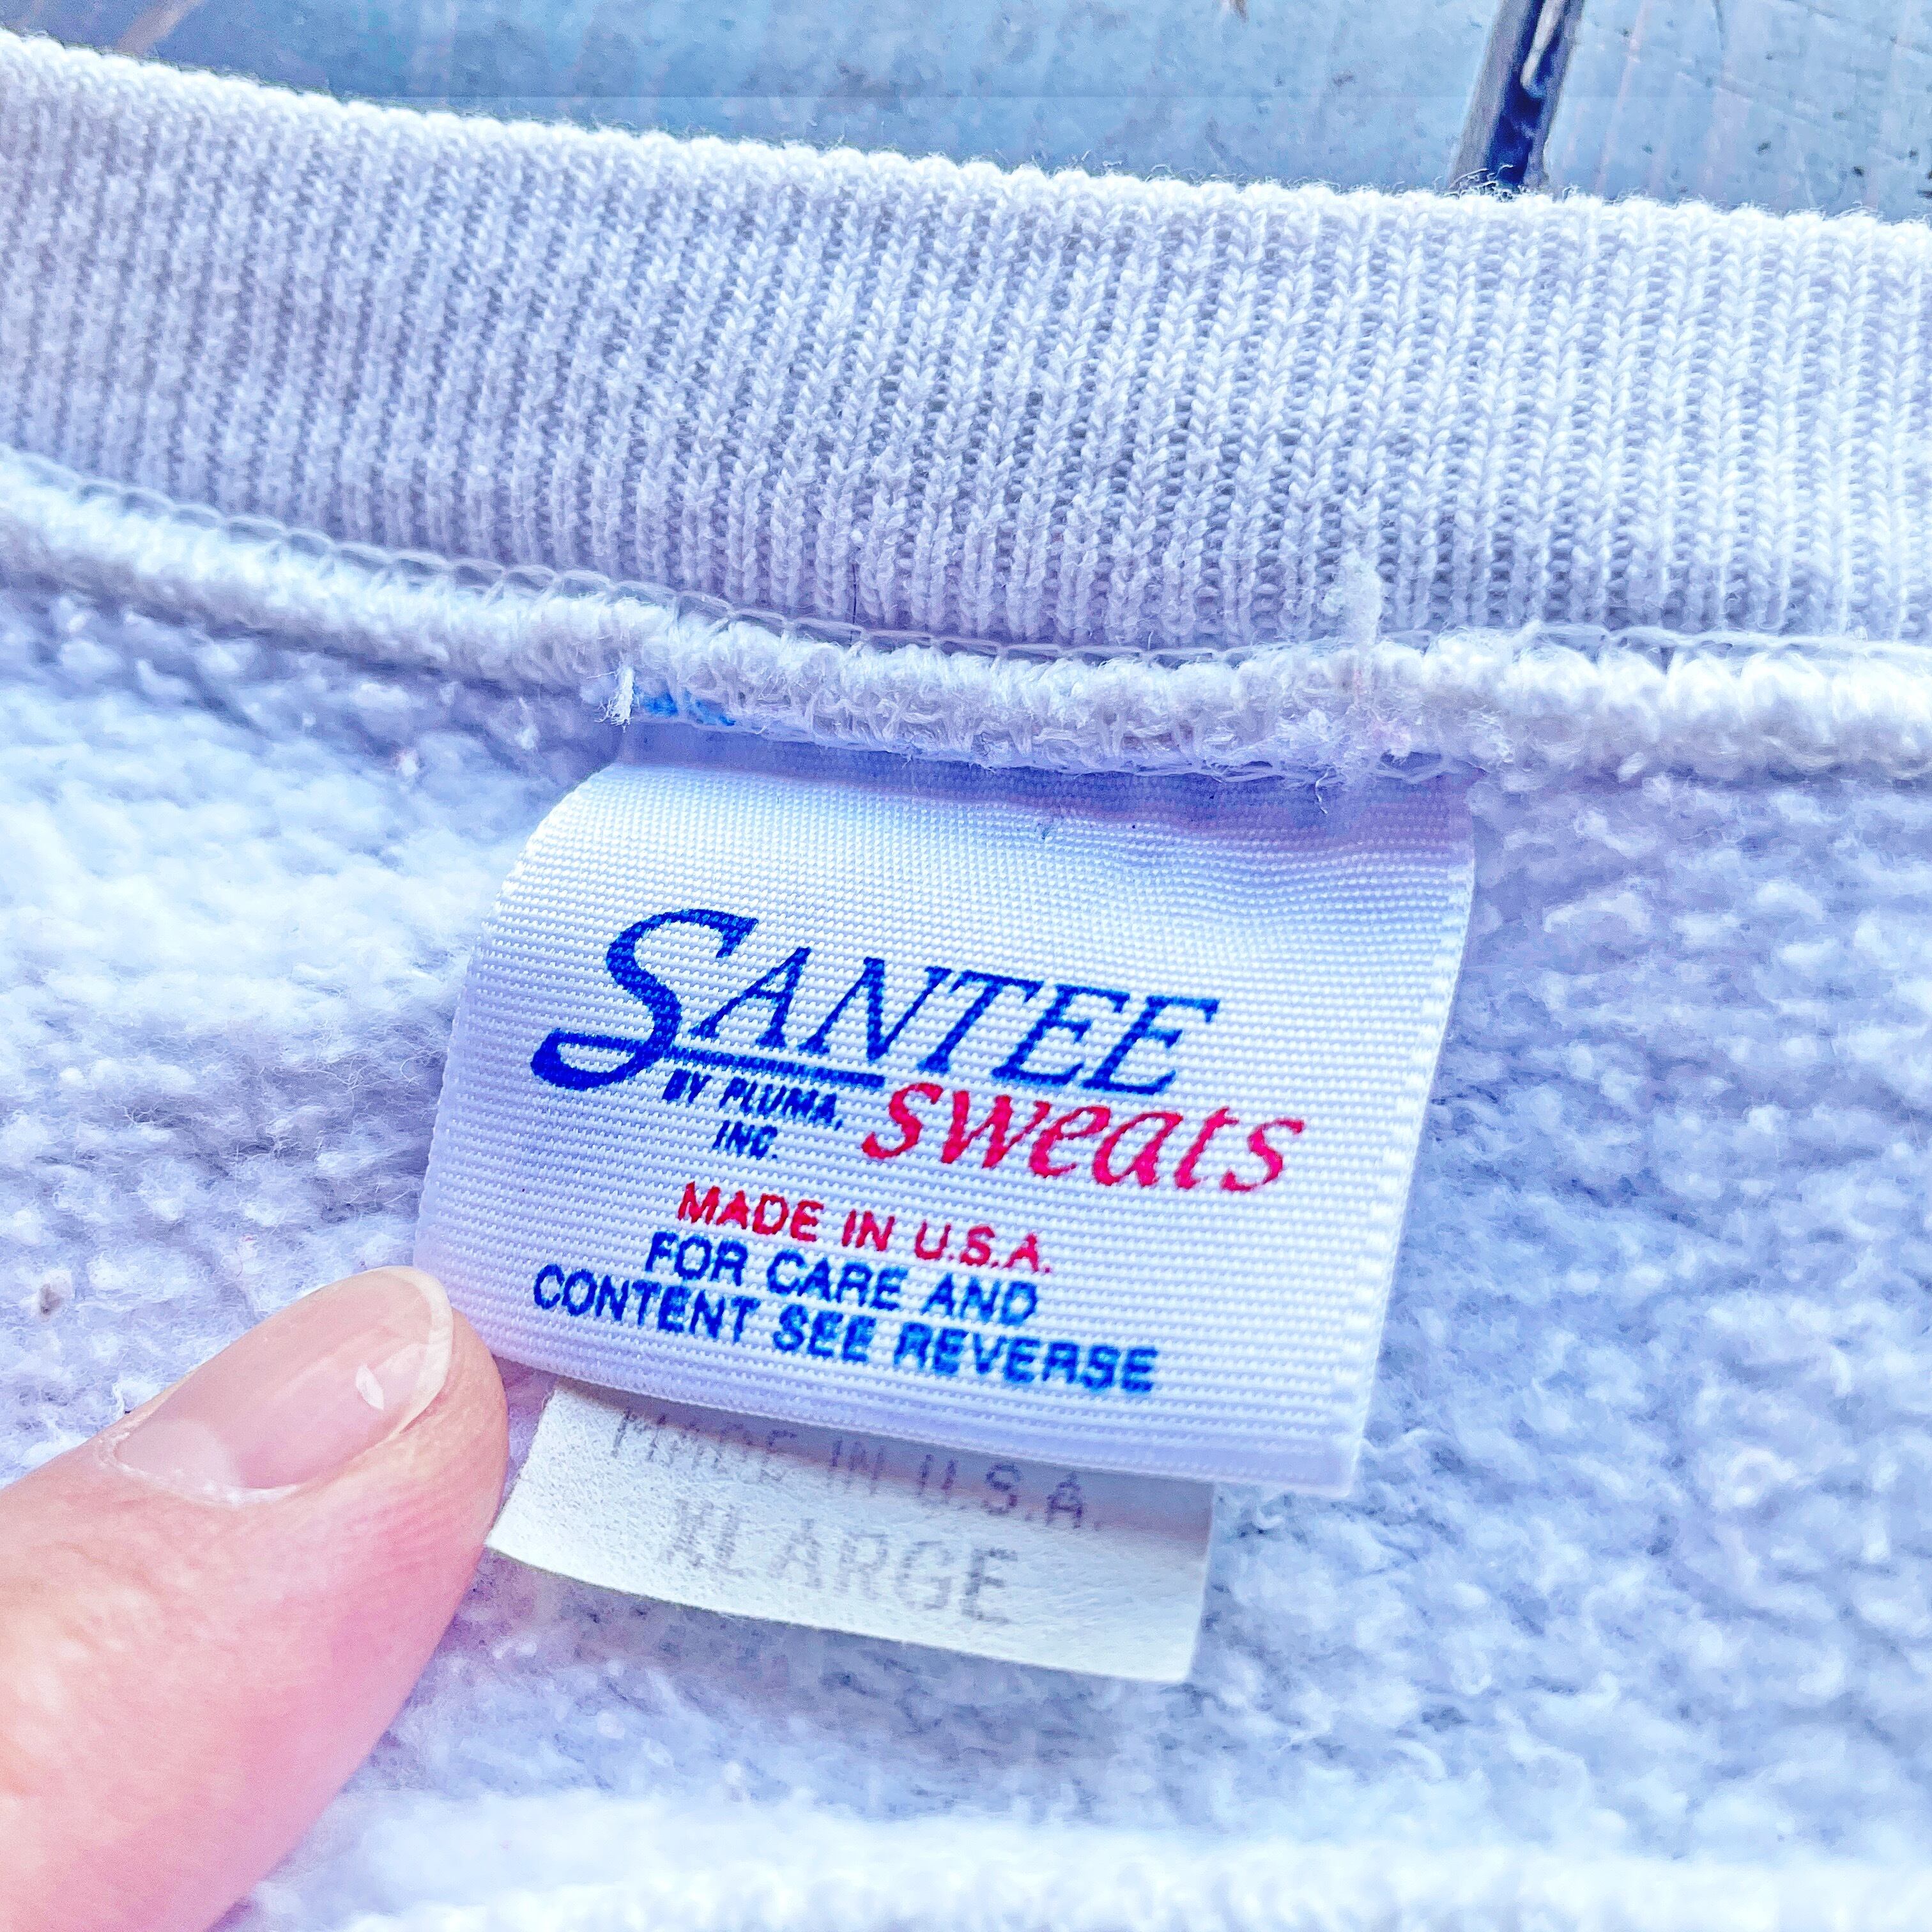 SANTEE
BY PLUMA, sweats
INC.
MADE IN U.S.A.
FOR CARE AND
CONTENT SEE REVERSE
MADE IN U.S.A.
XLARGE